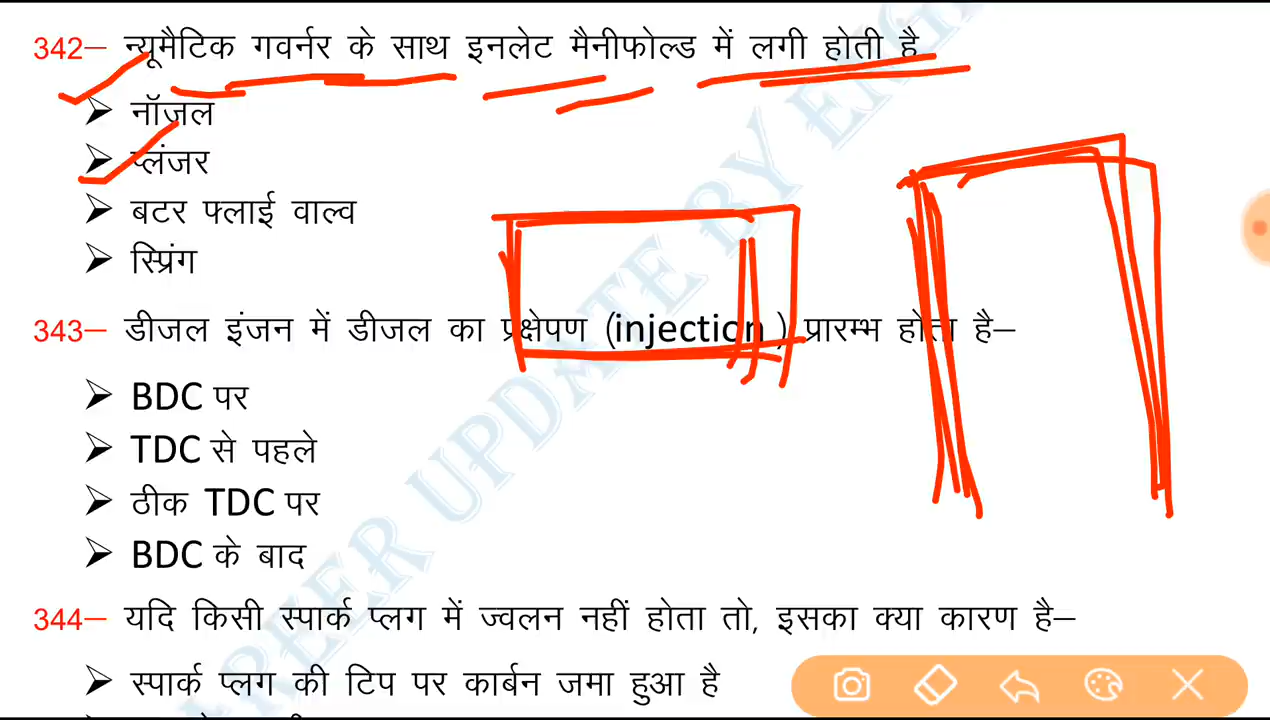 342– न्यूमैटिक गवर्नर के साथ इनलेट मैनीफोल्ड में लगी होती है
➢ नॉजल
➢ प्लंजर
➢ बटर फ्लाई वाल्व
➢ स्प्रिंग
343– डीजल इंजन में डीजल का प्रक्षेपण (injection ) प्रारम्भ होता है–
➢ BDC पर
➢ TDC से पहले
➢ ठीक TDC पर
➢ BDC के बाद
344– यदि किसी स्पार्क प्लग में ज्वलन नहीं होता तो, इसका क्या कारण है–
➢ स्पार्क प्लग की टिप पर कार्बन जमा हुआ है